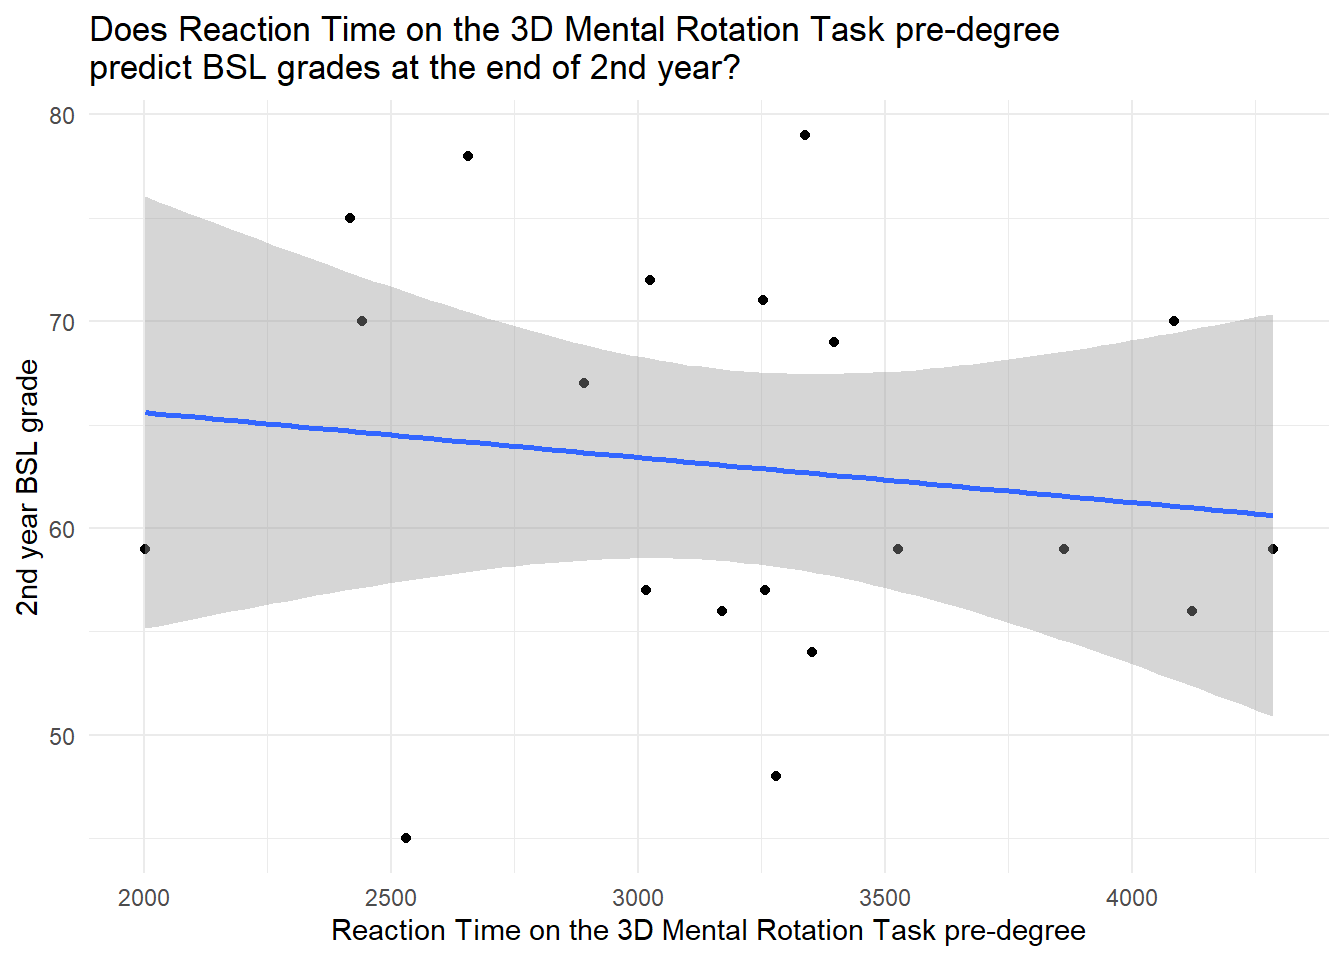 Does Reaction Time on the 3D Mental Rotation Task pre-degree
predict BSL grades at the end of 2nd year?
80
70
60
50
2nd year BSL grade
2000 2500 3000 3500 4000
Reaction Time on the 3D Mental Rotation Task pre-degree